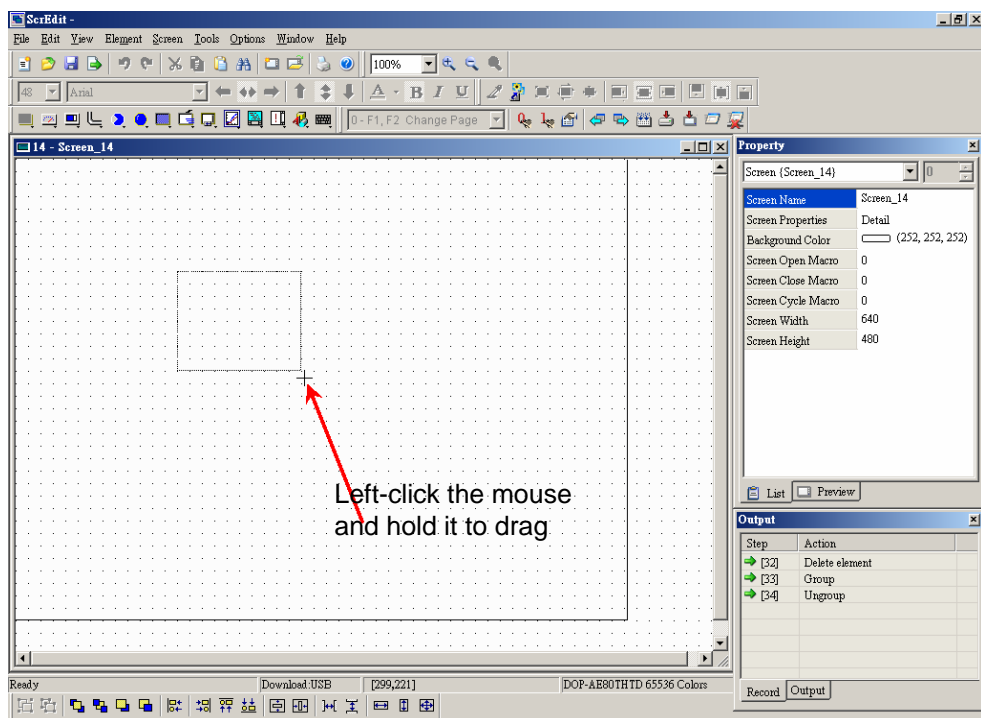 ScrEdit -
File Edit View Element Screen Tools Options Window Help
100%
48 Arial A B I U
0 - F1, F2 Change Page
14 - Screen_14
Left-click the mouse
and hold it to drag
Property
Screen {Screen_14} 0
Screen Name Screen_14
Screen Properties Detail
Background Color (252, 252, 252)
Screen Open Macro 0
Screen Close Macro 0
Screen Cycle Macro 0
Screen Width 640
Screen Height 480
List Preview
Output
Step Action
[32] Delete element
[33] Group
[34] Ungroup
Record Output
Ready Download:USB [299,221] DOP-AE80THTD 65536 Colors